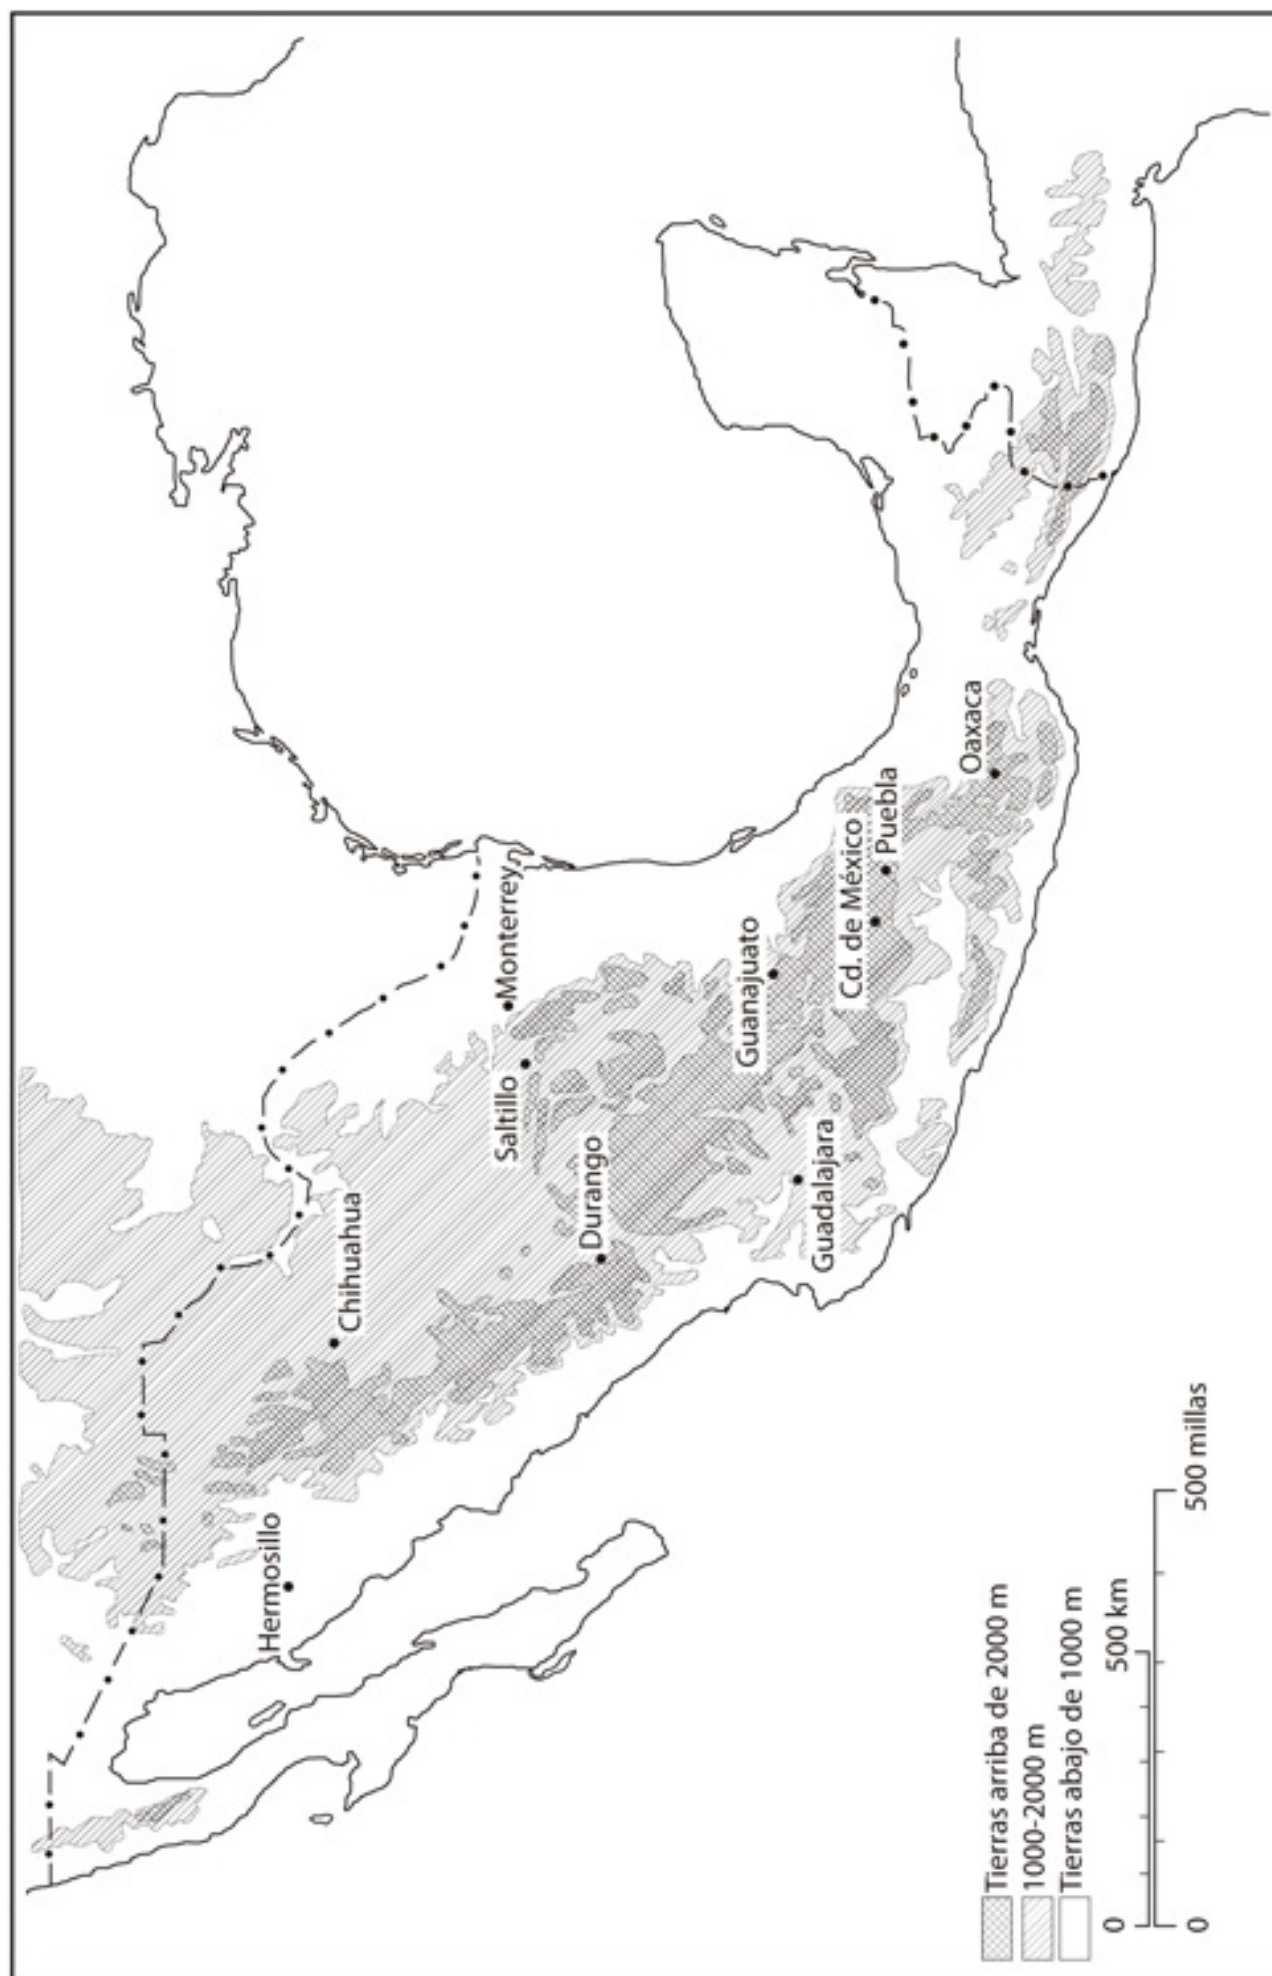 Hermosillo
Chihuahua
Monterrey
Saltillo
Durango
Guanajuato
Guadalajara
Cd. de México
Puebla
Oaxaca
Tierras arriba de 2000 m
1000-2000 m
Tierras abajo de 1000 m
0
500 km
0
500 millas